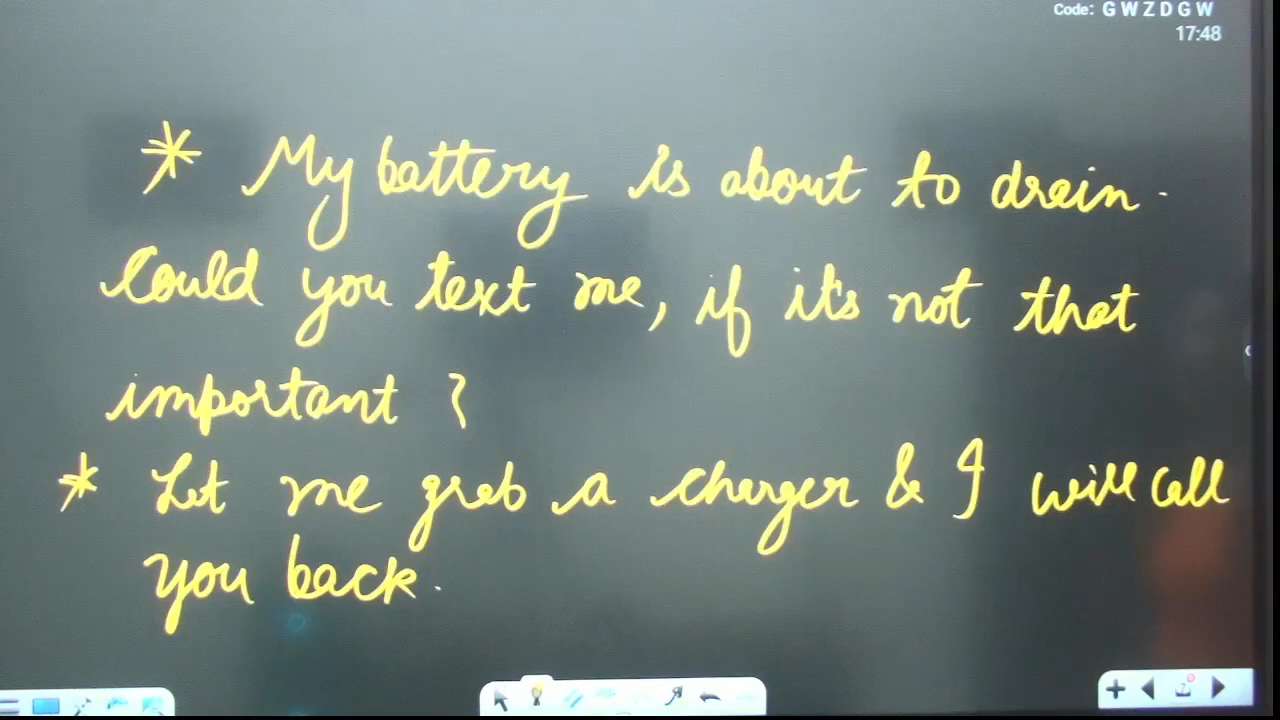 Code: GWZDGW
17:48
* My battery is about to drain.
Could you text me, if it's not that
important ?
* Let me grab a charger & I will call
you back.